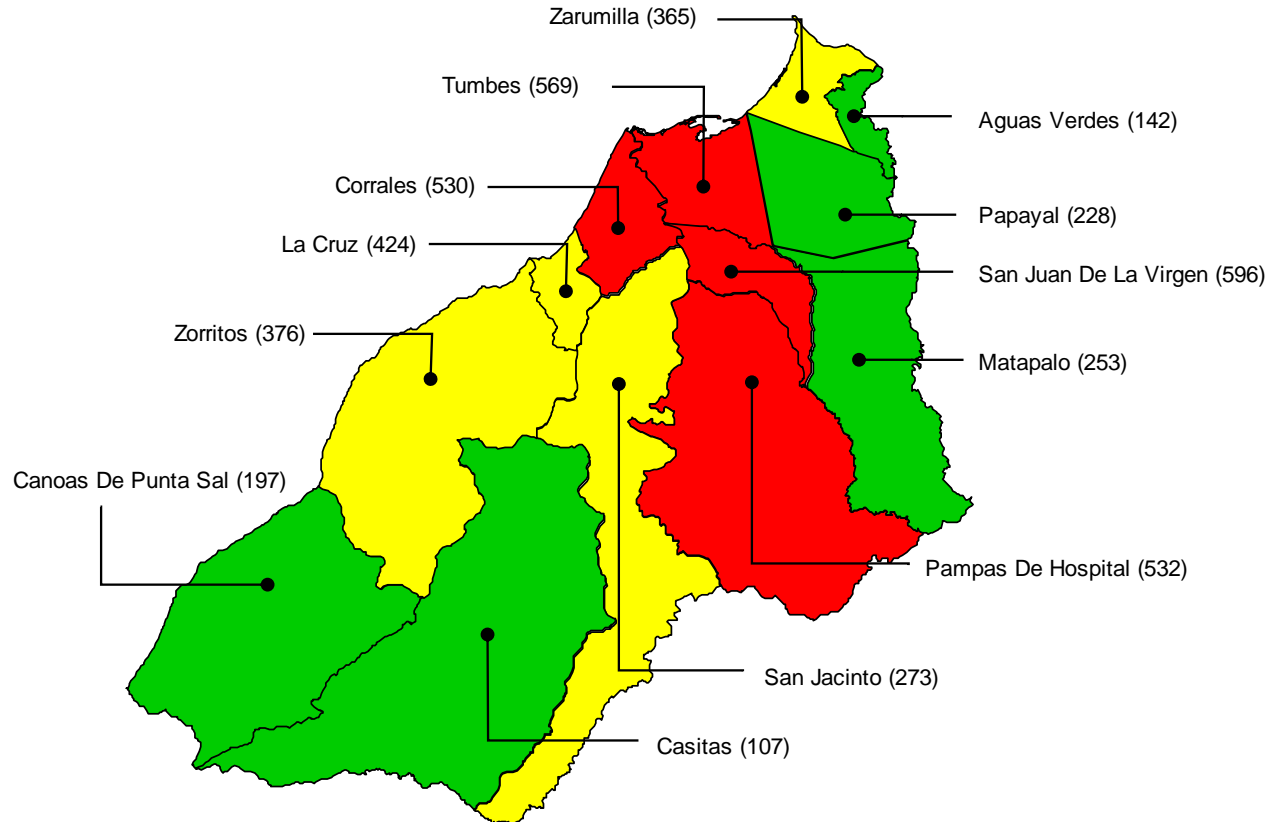 Zarumilla (365)
Tumbes (569)
Aguas Verdes (142)
Corrales (530)
Papayal (228)
La Cruz (424)
San Juan De La Virgen (596)
Zorritos (376)
Matapalo (253)
Canoas De Punta Sal (197)
Pampas De Hospital (532)
San Jacinto (273)
Casitas (107)